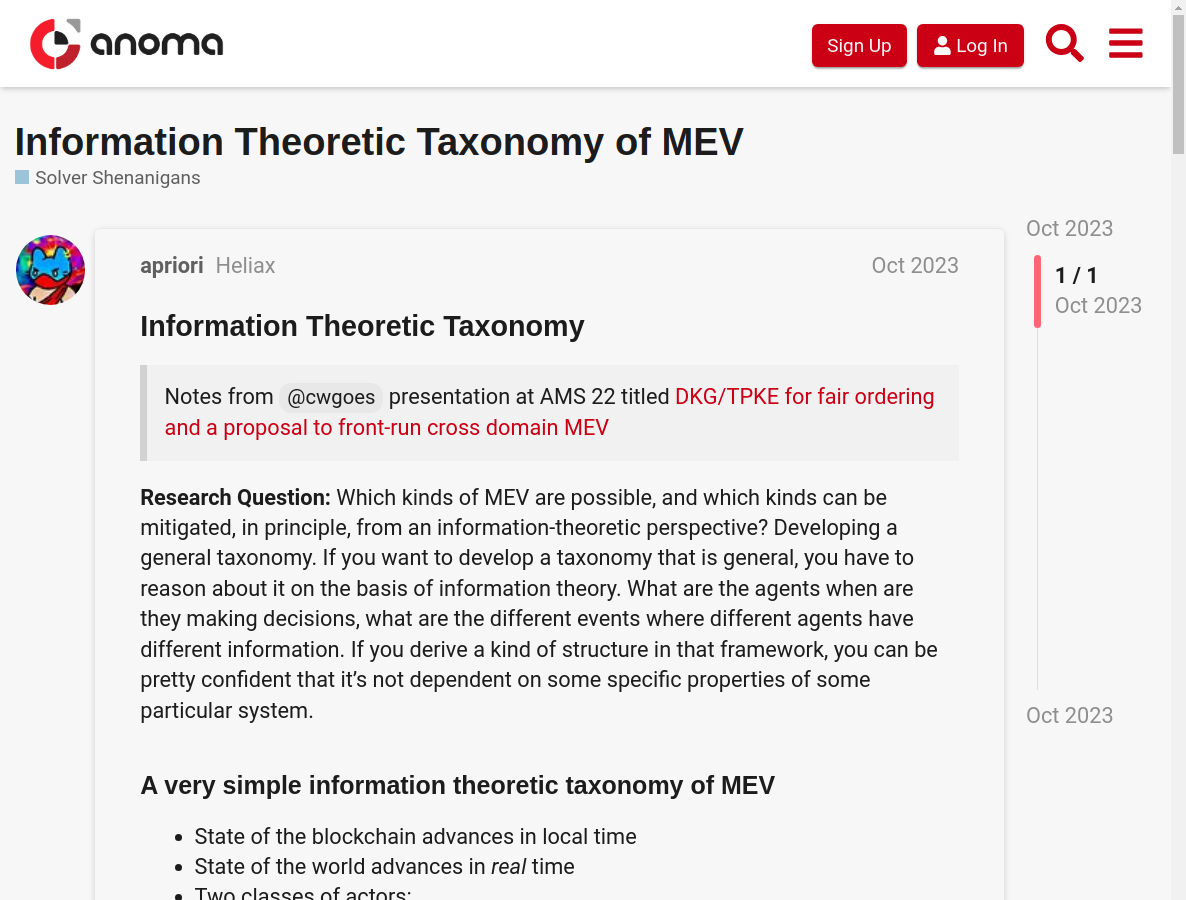 anoma
Sign Up
Log In
Information Theoretic Taxonomy of MEV
Solver Shenanigans
Oct 2023
apriori Heliax
Oct 2023
1 / 1
Oct 2023
Information Theoretic Taxonomy
Notes from @cwgoes presentation at AMS 22 titled DKG/TPKE for fair ordering
and a proposal to front-run cross domain MEV
Research Question: Which kinds of MEV are possible, and which kinds can be
mitigated, in principle, from an information-theoretic perspective? Developing a
general taxonomy. If you want to develop a taxonomy that is general, you have to
reason about it on the basis of information theory. What are the agents when are
they making decisions, what are the different events where different agents have
different information. If you derive a kind of structure in that framework, you can be
pretty confident that it’s not dependent on some specific properties of some
particular system.
Oct 2023
A very simple information theoretic taxonomy of MEV
• State of the blockchain advances in local time
• State of the world advances in real time
• Two classes of actors: